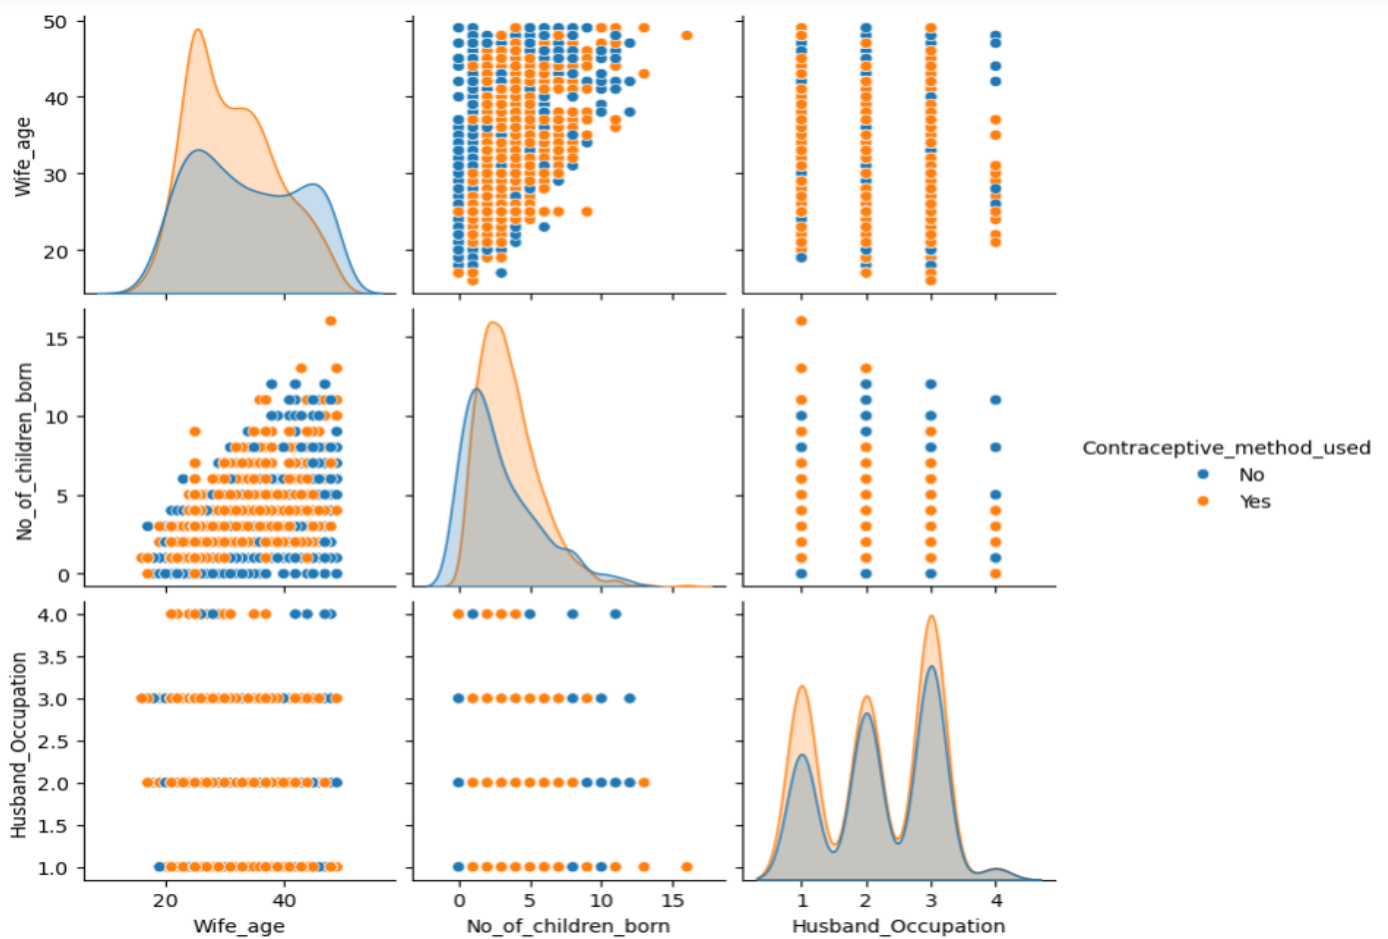 50
40
30
20
Wife_age
15
10
5
0
No_of_children_born
Contraceptive_method_used
No
Yes
4.0
3.5
3.0
2.5
2.0
1.5
1.0
Husband_Occupation
20 40 0 5 10 15 1 2 3 4
Wife_age No_of_children_born Husband_Occupation